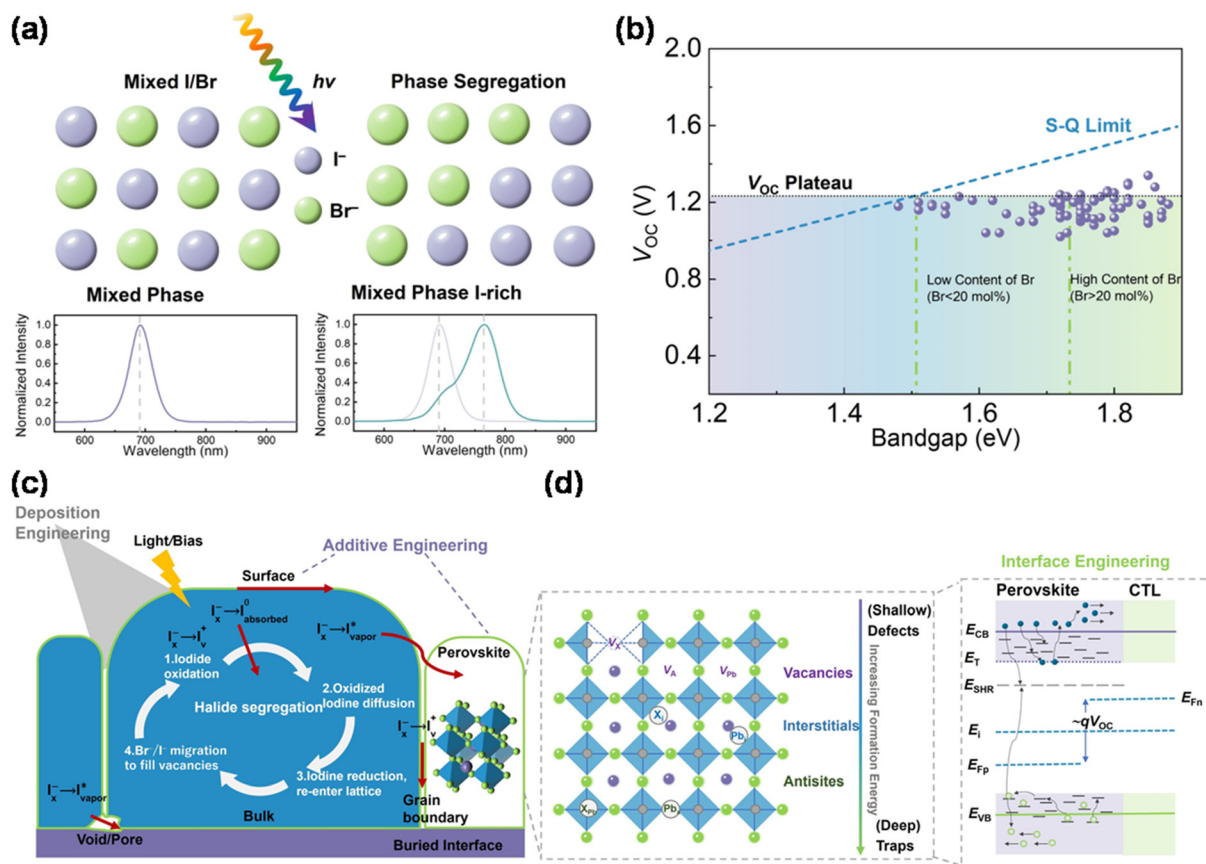 (a)
hν
Mixed I/Br
Phase Segregation
I⁻
Br⁻
Mixed Phase
Mixed Phase I-rich
Normalized Intensity
1.0
0.8
0.6
0.4
0.2
0.0
600
700
800
900
Wavelength (nm)
Normalized Intensity
1.0
0.8
0.6
0.4
0.2
0.0
600
700
800
900
Wavelength (nm)
(b)
2.0
1.6
1.2
0.8
0.4
V_OC (V)
S-Q Limit
V_OC Plateau
Low Content of Br
(Br<20 mol%)
High Content of Br
(Br>20 mol%)
1.2
1.4
1.6
1.8
Bandgap (eV)
(c)
Deposition
Engineering
Light/Bias
Additive Engineering
Surface
I⁻ₓ→I⁰absorbed
I⁻ₓ→I⁺ᵥ
I⁻ₓ→I*vapor
Perovskite
1.Iodide
oxidation
2.Oxidized
Iodine diffusion
Halide segregation
I⁻ₓ→I⁺ᵥ
4.Br⁻/I⁻ migration
to fill vacancies
3.Iodine reduction,
re-enter lattice
I⁻ₓ→I*vapor
Void/Pore
Bulk
Grain
boundary
Buried Interface
(d)
V_X
V_A
V_Pb
X_i
Pb_i
X_Pb
Pb
Vacancies
Interstitials
Antisites
(Shallow)
Defects
Increasing Formation Energy
(Deep)
Traps
Interface Engineering
Perovskite
CTL
E_CB
E_T
E_SHR
E_Fn
E_i
~qV_OC
E_Fp
E_VB